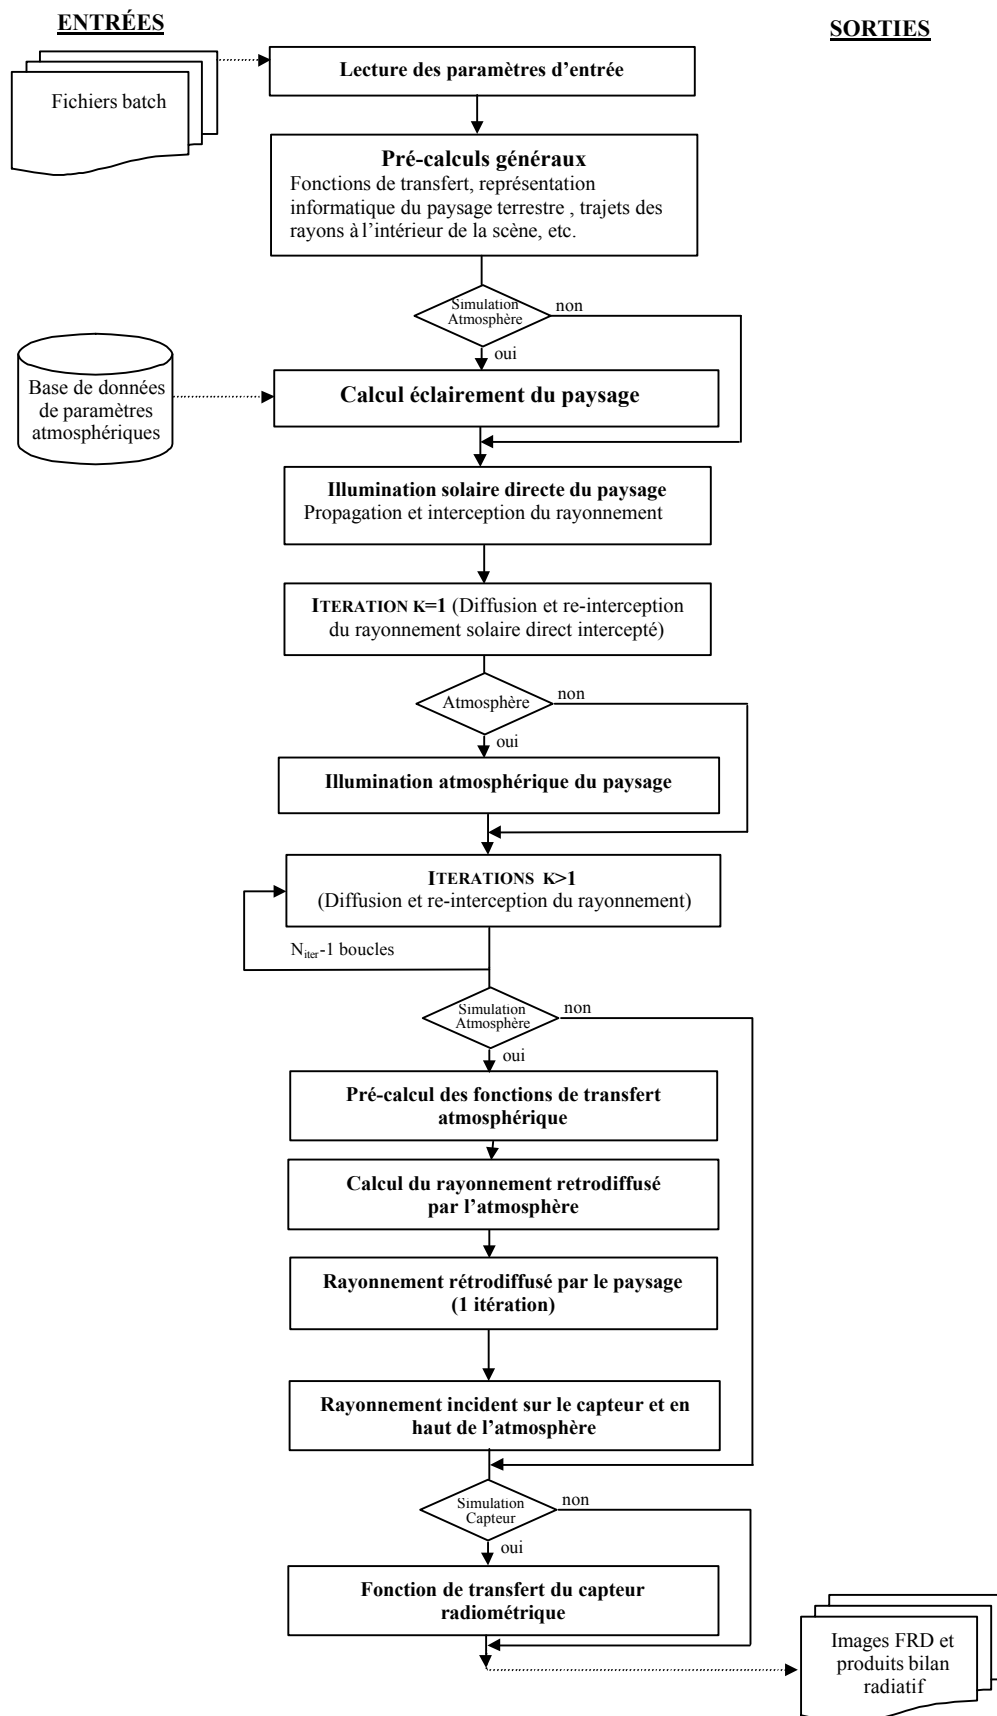 ENTRÉES
SORTIES
Lecture des paramètres d'entrée
Fichiers batch
Pré-calculs généraux
Fonctions de transfert, représentation
informatique du paysage terrestre , trajets des
rayons à l'intérieur de la scène, etc.
Simulation
Atmosphère
non
oui
Base de données
de paramètres
atmosphériques
Calcul éclairement du paysage
Illumination solaire directe du paysage
Propagation et interception du rayonnement
ITERATION K=1 (Diffusion et re-interception
du rayonnement solaire direct intercepté)
Atmosphère
non
oui
Illumination atmosphérique du paysage
ITERATIONS K>1
(Diffusion et re-interception du rayonnement)
Niter-1 boucles
Simulation
Atmosphère
non
oui
Pré-calcul des fonctions de transfert
atmosphérique
Calcul du rayonnement retrodiffusé
par l'atmosphère
Rayonnement rétrodiffusé par le paysage
(1 itération)
Rayonnement incident sur le capteur et en
haut de l'atmosphère
Simulation
Capteur
non
oui
Fonction de transfert du capteur
radiométrique
Images FRD et
produits bilan
radiatif